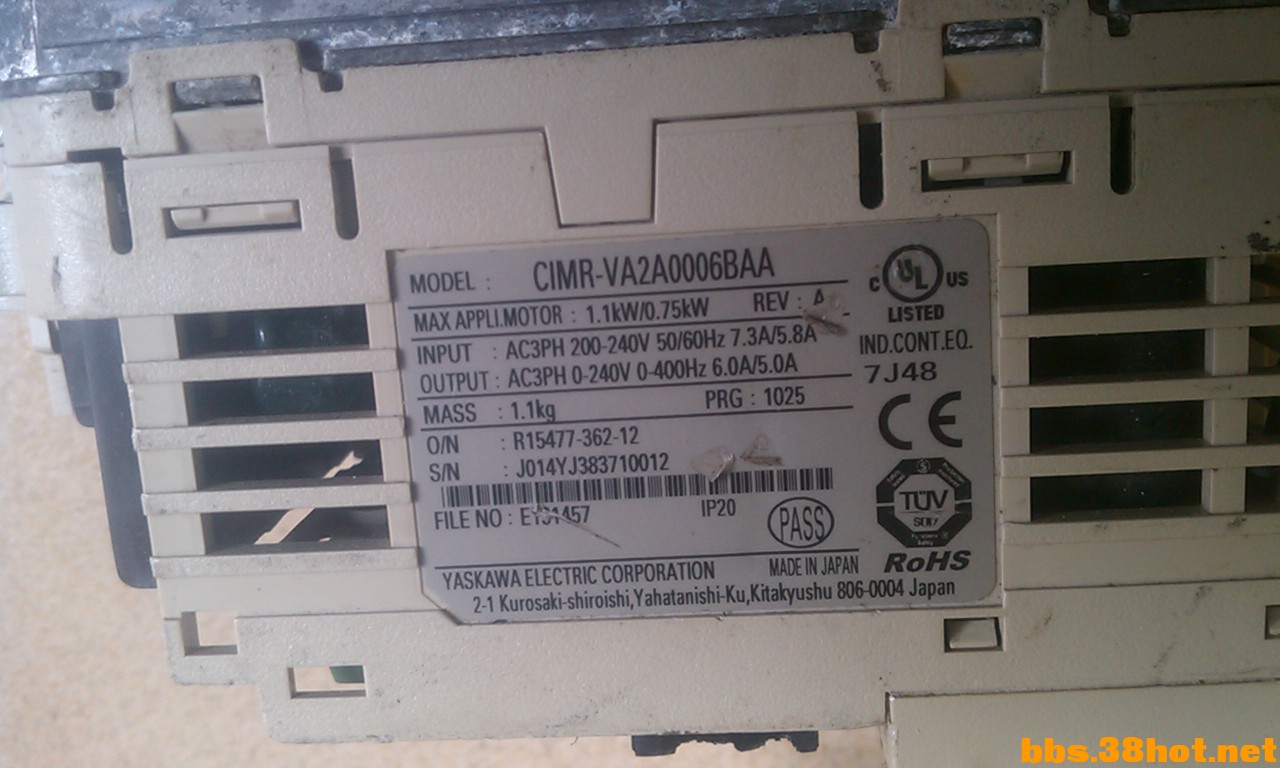 MODEL : CIMR-VA2A0006BAA
MAX APPLI.MOTOR : 1.1kW/0.75kW REV : A
INPUT : AC3PH 200-240V 50/60Hz 7.3A/5.8A
OUTPUT : AC3PH 0-240V 0-400Hz 6.0A/5.0A
MASS : 1.1kg PRG : 1025
O/N : R15477-362-12
S/N : J014YJ383710012
FILE NO : IP20
PASS
YASKAWA ELECTRIC CORPORATION MADE IN JAPAN
2-1 Kurosaki-shiroishi,Yahatanishi-Ku,Kitakyushu 806-0004 Japan
C UL US
LISTED
IND.CONT.EQ.
7J48
CE
TÜV
RoHS
bbs.38hot.net